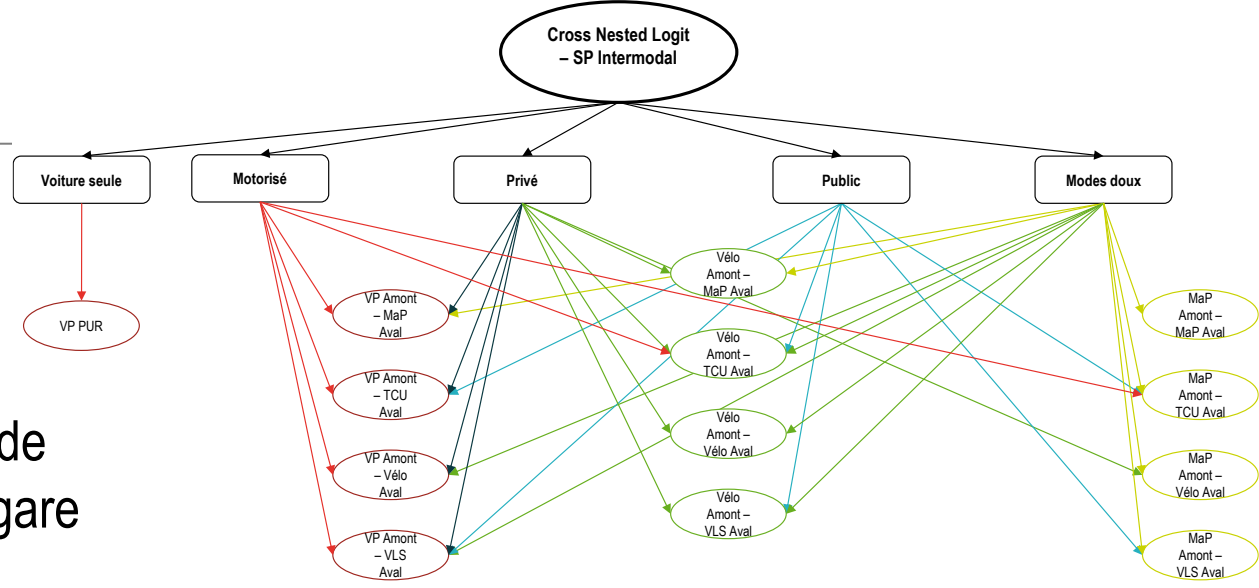 Cross Nested Logit
– SP Intermodal
Voiture seule
Motorisé
Privé
Public
Modes doux
VP PUR
VP Amont
– MaP
Aval
VP Amont
– TCU
Aval
VP Amont
– Vélo
Aval
VP Amont
– VLS
Aval
Vélo
Amont –
MaP Aval
Vélo
Amont –
TCU Aval
Vélo
Amont –
Vélo Aval
Vélo
Amont –
VLS Aval
MaP
Amont –
MaP Aval
MaP
Amont –
TCU Aval
MaP
Amont –
Vélo Aval
MaP
Amont –
VLS Aval
de
gare